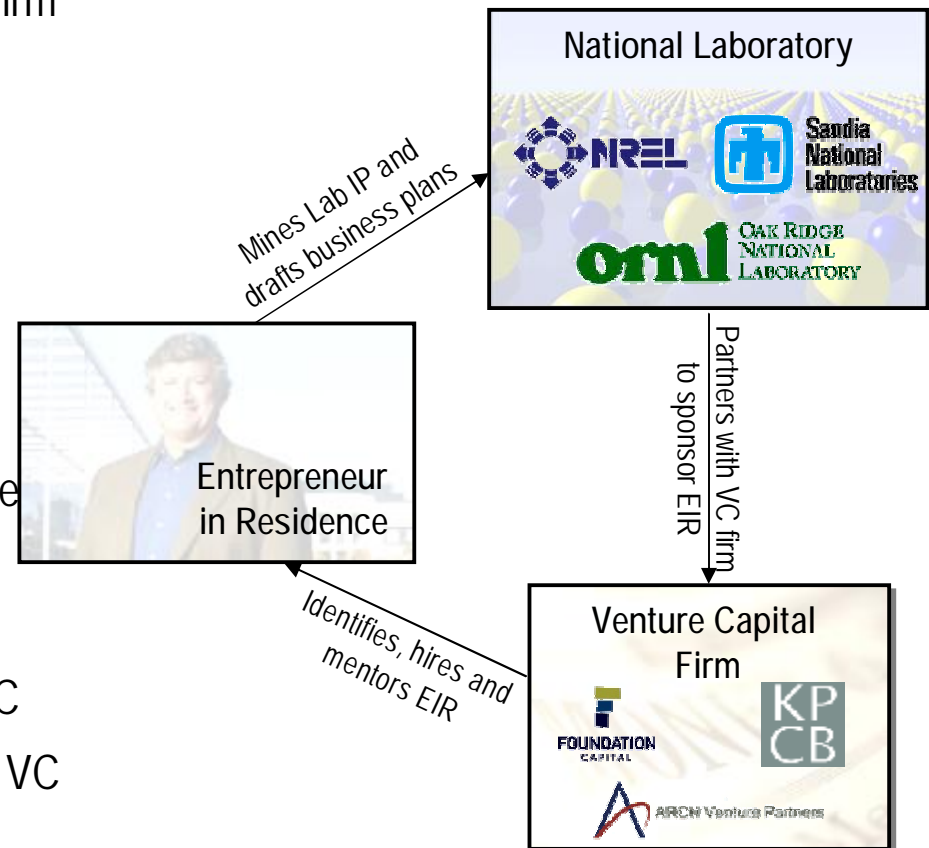 National Laboratory
NREL
Sandia
National
Laboratories
ornl
OAK RIDGE
NATIONAL
LABORATORY
Mines Lab IP and
drafts business plans
Partners with VC firm
to sponsor EIR
Entrepreneur
in Residence
Identifies, hires and
mentors EIR
Venture Capital
Firm
FOUNDATION
CAPITAL
KP
CB
ARCH Venture Partners
VC